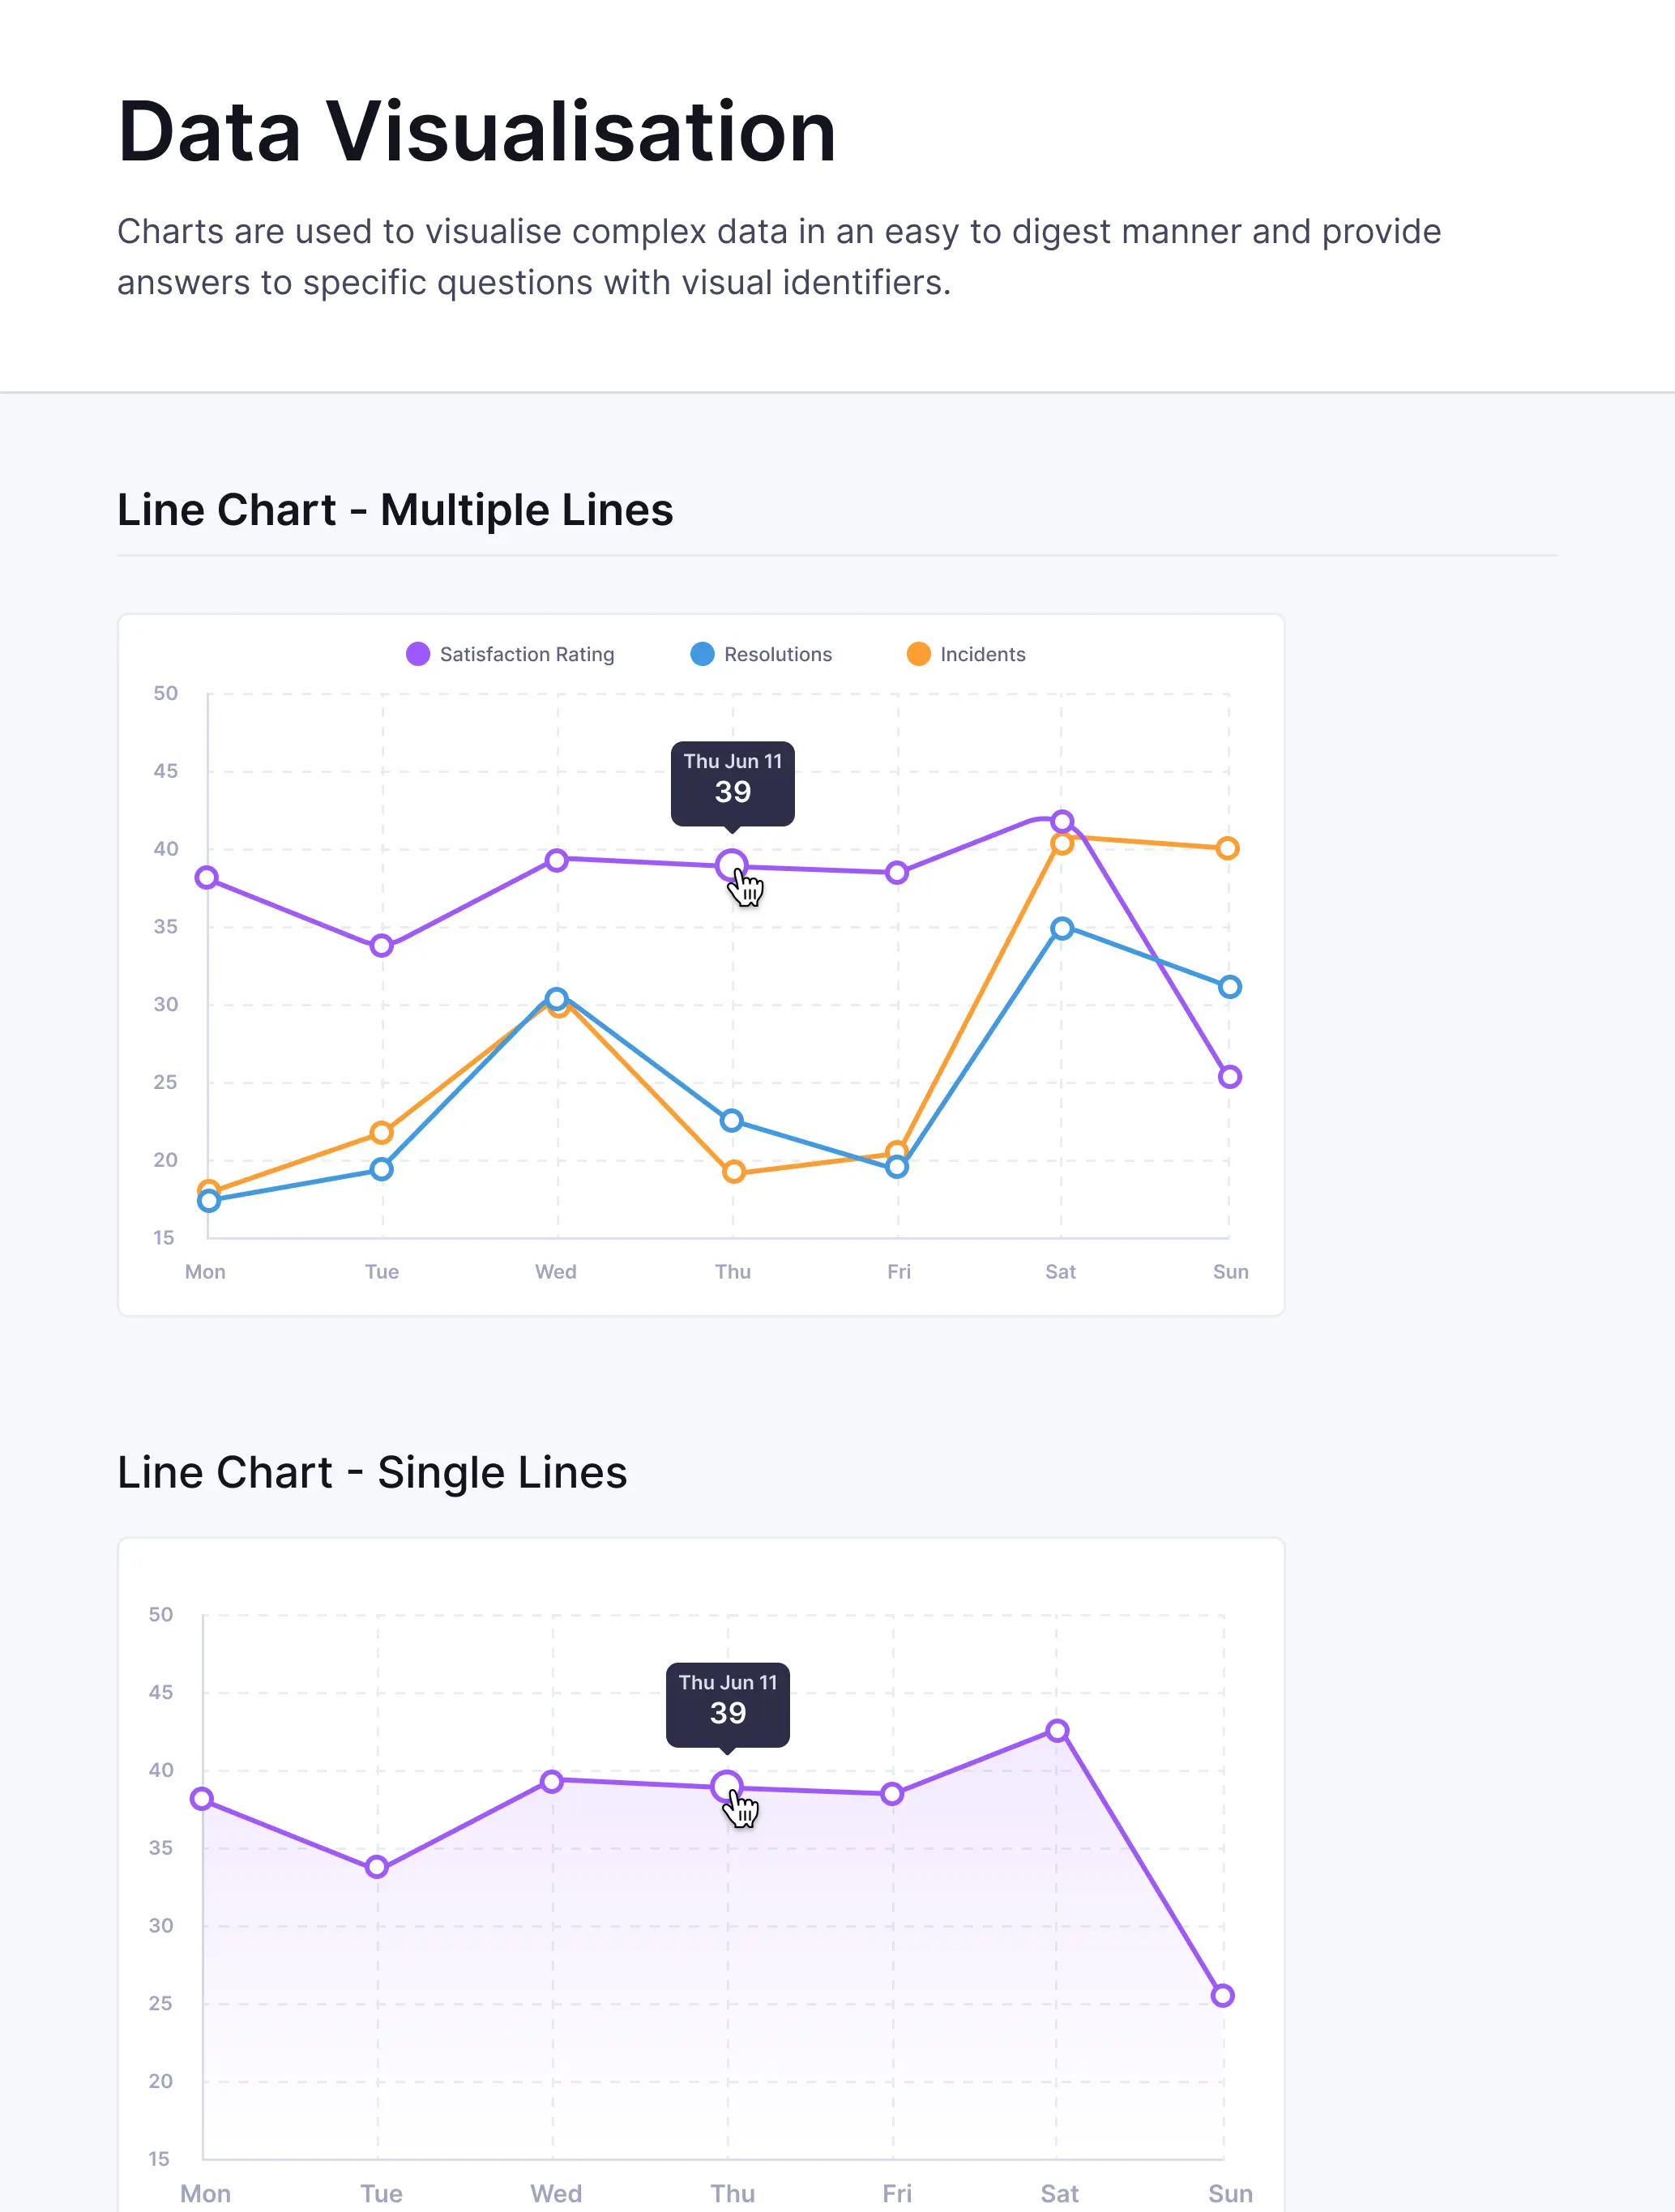 Data Visualisation
Charts are used to visualise complex data in an easy to digest manner and provide
answers to specific questions with visual identifiers.
Line Chart - Multiple Lines
Satisfaction Rating Resolutions Incidents
50
45
Thu Jun 11
39
40
35
30
25
20
15
Mon Tue Wed Thu Fri Sat Sun
Line Chart - Single Lines
50
45
Thu Jun 11
39
40
35
30
25
20
15
Mon Tue Wed Thu Fri Sat Sun